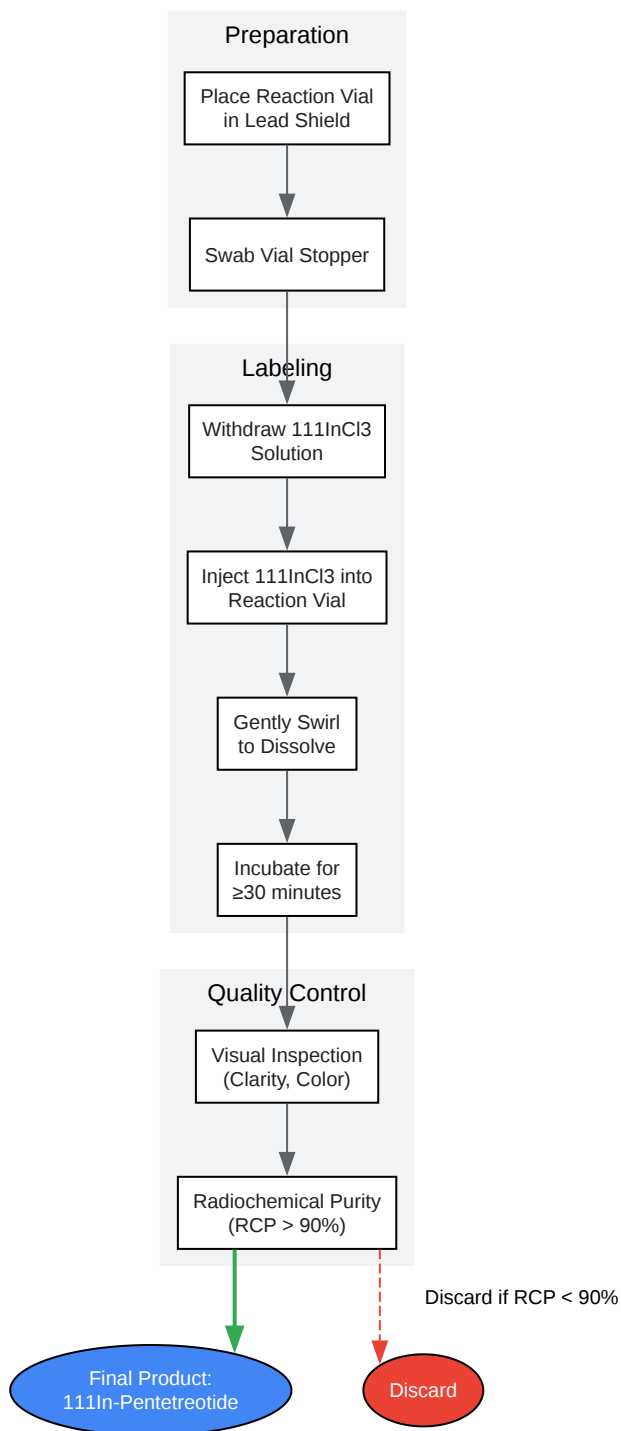 Preparation
Place Reaction Vial
in Lead Shield
Swab Vial Stopper
Labeling
Withdraw 111InCl3
Solution
Inject 111InCl3 into
Reaction Vial
Gently Swirl
to Dissolve
Incubate for
≥30 minutes
Quality Control
Visual Inspection
(Clarity, Color)
Radiochemical Purity
(RCP > 90%)
Discard if RCP < 90%
Final Product:
111In-Pentetreotide
Discard